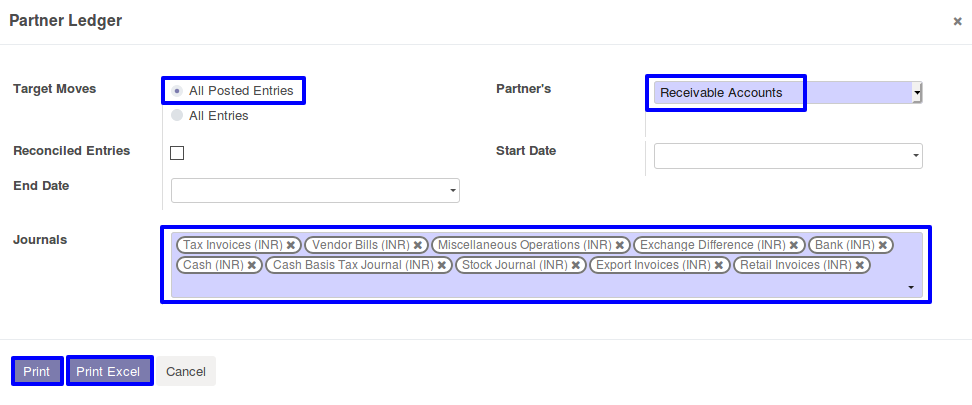 Partner Ledger ×
Target Moves All Posted Entries Partner's Receivable Accounts
All Entries
Reconciled Entries Start Date
End Date
Journals Tax Invoices (INR) ✖ Vendor Bills (INR) ✖ Miscellaneous Operations (INR) ✖ Exchange Difference (INR) ✖ Bank (INR) ✖
Cash (INR) ✖ Cash Basis Tax Journal (INR) ✖ Stock Journal (INR) ✖ Export Invoices (INR) ✖ Retail Invoices (INR) ✖
Print Print Excel Cancel